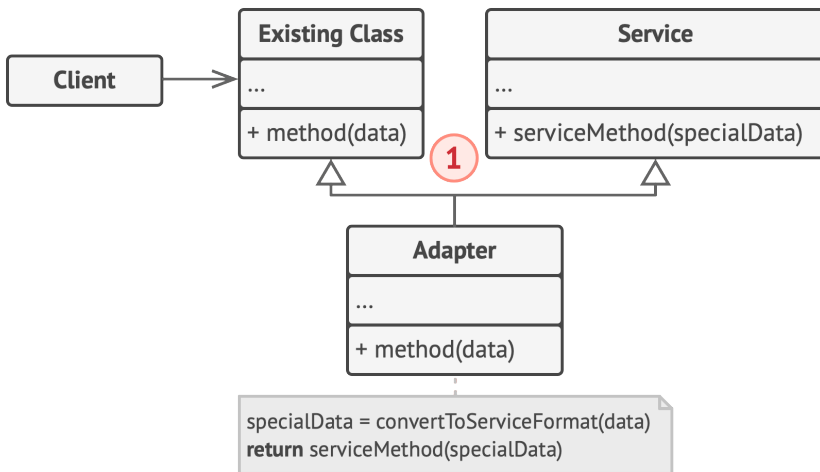 Client
Existing Class
...
+ method(data)
Service
...
+ serviceMethod(specialData)
1
Adapter
...
+ method(data)
specialData = convertToServiceFormat(data)
return serviceMethod(specialData)